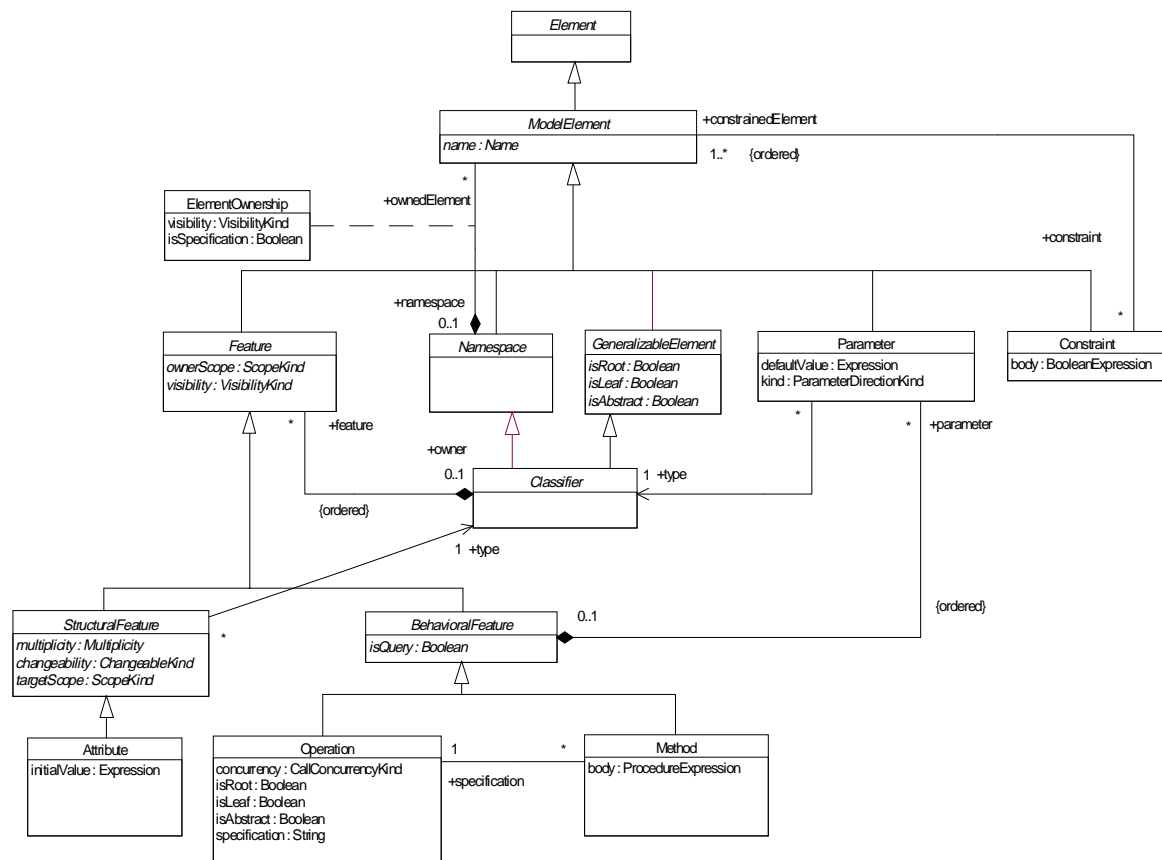 Element
ModelElement
name : Name
+constrainedElement
1..* {ordered}
*
+ownedElement
ElementOwnership
visibility : VisibilityKind
isSpecification : Boolean
+constraint
+namespace
0..1
*
Feature
ownerScope : ScopeKind
visibility : VisibilityKind
Namespace
GeneralizableElement
isRoot : Boolean
isLeaf : Boolean
isAbstract : Boolean
Parameter
defaultValue : Expression
kind : ParameterDirectionKind
Constraint
body : BooleanExpression
*
+feature
*
*
+parameter
+owner
0..1
Classifier
1 +type
{ordered}
1 +type
StructuralFeature
multiplicity : Multiplicity
changeability : ChangeableKind
targetScope : ScopeKind
*
BehavioralFeature
isQuery : Boolean
0..1
{ordered}
Attribute
initialValue : Expression
Operation
concurrency : CallConcurrencyKind
isRoot : Boolean
isLeaf : Boolean
isAbstract : Boolean
specification : String
1
*
+specification
Method
body : ProcedureExpression